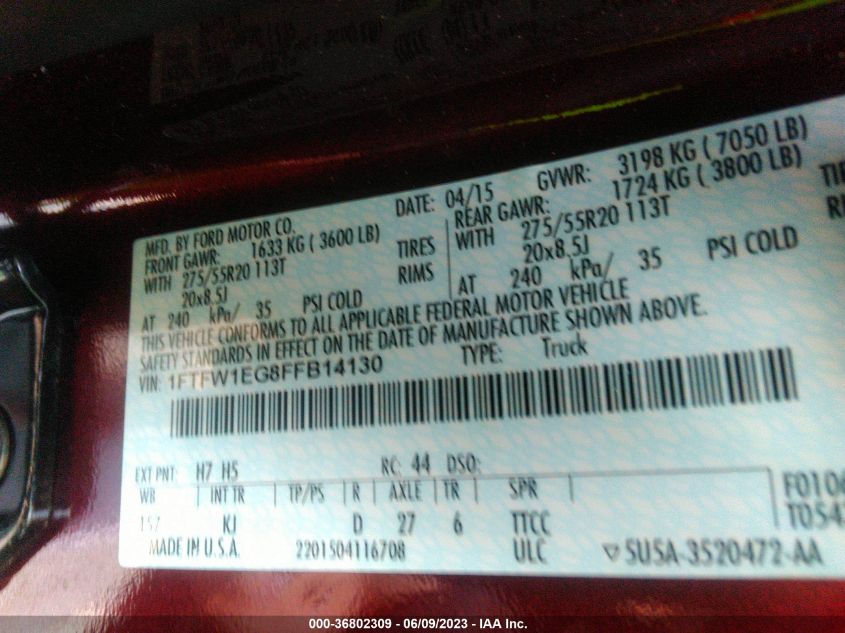 MFD. BY FORD MOTOR CO.
DATE: 04/15 GVWR: 3198 KG ( 7050 LB)
FRONT GAWR: 1633 KG ( 3600 LB)
REAR GAWR: 1724 KG ( 3800 LB)
WITH 275/55R20 113T TIRES
WITH 275/55R20 113T
20x8.5J RIMS
20x8.5J
AT 240 kPa/ 35 PSI COLD
AT 240 kPa/ 35 PSI COLD
THIS VEHICLE CONFORMS TO ALL APPLICABLE FEDERAL MOTOR VEHICLE
SAFETY STANDARDS IN EFFECT ON THE DATE OF MANUFACTURE SHOWN ABOVE.
VIN: 1FTFW1EG8FFB14130 TYPE: Truck
EXT PNT: H7 H5 RC: 44 DSO:
WB INT TR TP/PS R AXLE TR SPR
157 KJ D 27 6 TTCC
MADE IN U.S.A. 2201504116708 ULC ▽5U5A-3520472-AA
000-36802309 - 06/09/2023 - IAA Inc.